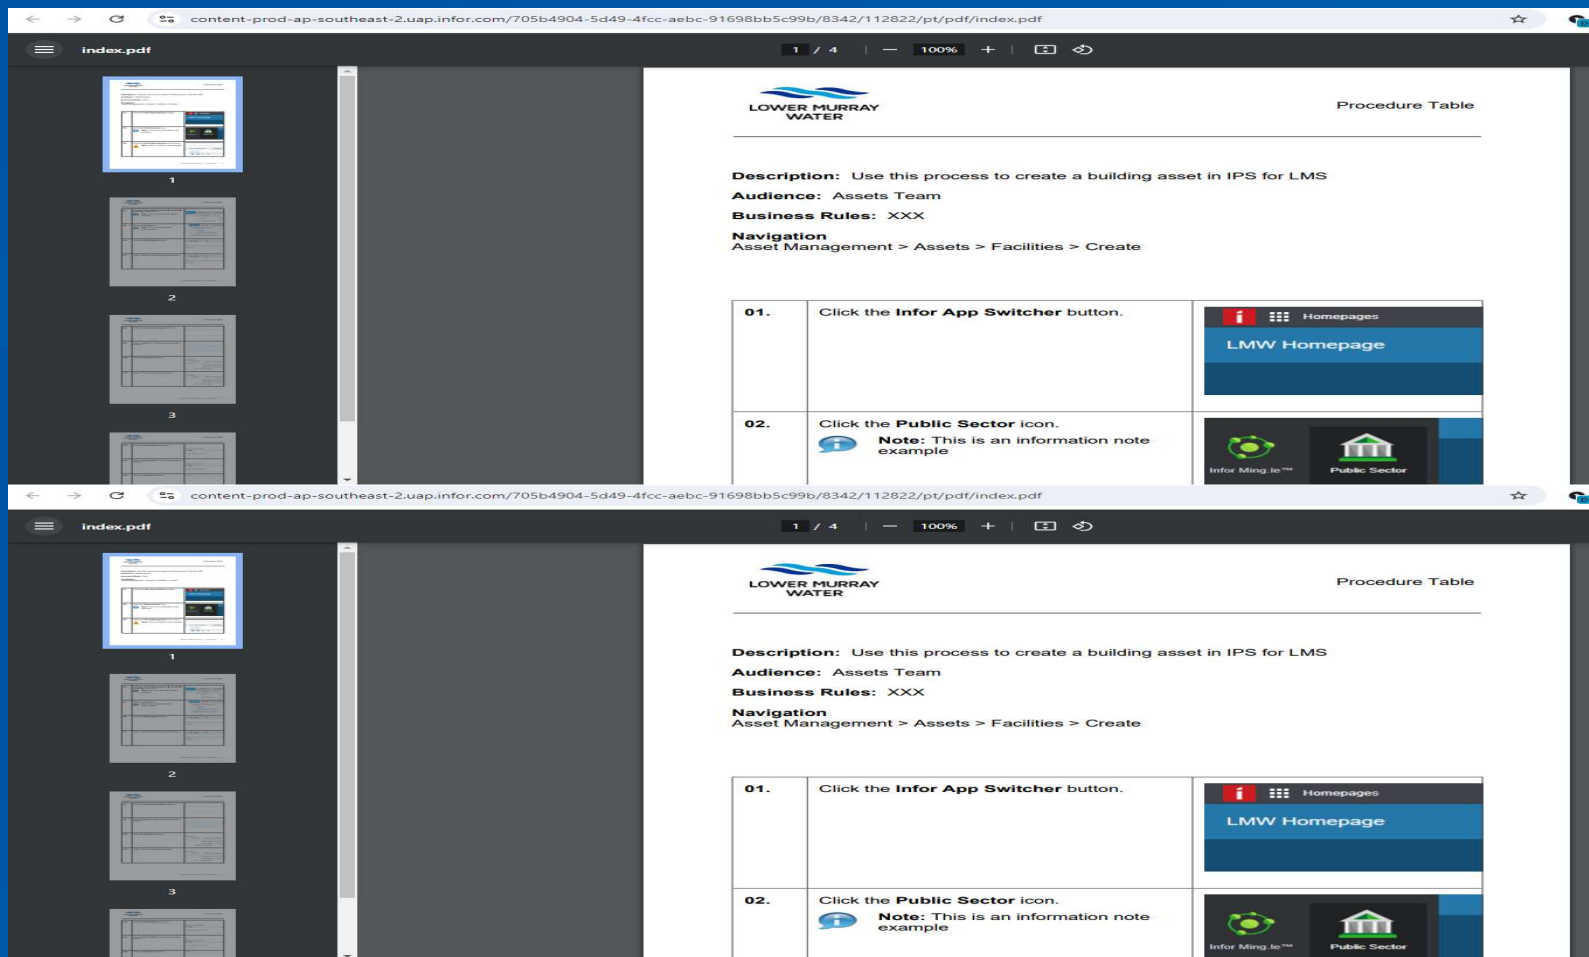 content-prod-ap-southeast-2.uap.infor.com/705b4904-5d49-4fcc-aebc-91698bb5c99b/8342/112822/pt/pdf/index.pdf
index.pdf
1 / 4
100%
1
2
3
LOWER MURRAY
WATER
Procedure Table
Description: Use this process to create a building asset in IPS for LMS
Audience: Assets Team
Business Rules: XXX
Navigation
Asset Management > Assets > Facilities > Create
01.
Click the Infor App Switcher button.
Homepages
LMW Homepage
02.
Click the Public Sector icon.
Note: This is an information note
example
Infor Ming.le™
Public Sector
content-prod-ap-southeast-2.uap.infor.com/705b4904-5d49-4fcc-aebc-91698bb5c99b/8342/112822/pt/pdf/index.pdf
index.pdf
1 / 4
100%
1
2
3
LOWER MURRAY
WATER
Procedure Table
Description: Use this process to create a building asset in IPS for LMS
Audience: Assets Team
Business Rules: XXX
Navigation
Asset Management > Assets > Facilities > Create
01.
Click the Infor App Switcher button.
Homepages
LMW Homepage
02.
Click the Public Sector icon.
Note: This is an information note
example
Infor Ming.le™
Public Sector